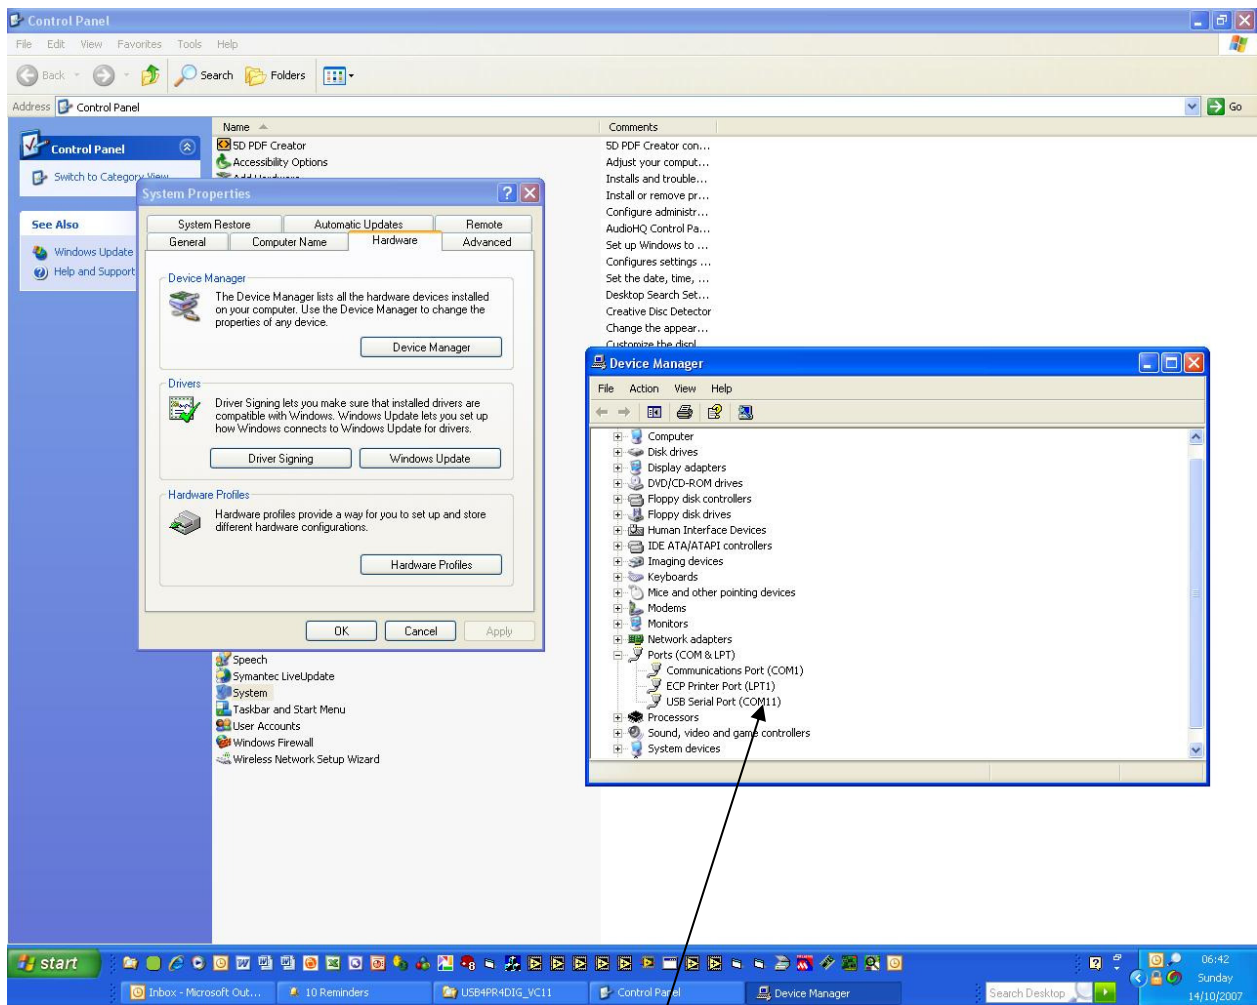 Control Panel
File Edit View Favorites Tools Help
Back Search Folders
Address Control Panel Go
Name Comments
Control Panel
Switch to Category View
See Also
Windows Update
Help and Support
5D PDF Creator 5D PDF Creator con...
Accessibility Options Adjust your comput...
Add Hardware Installs and trouble...
Install or remove pr...
Configure administr...
AudioHQ Control Pa...
Set up Windows to ...
Configures settings ...
Set the date, time, ...
Desktop Search Set...
Creative Disc Detector
Change the appear...
Customize the displ
System Properties
System Restore Automatic Updates Remote
General Computer Name Hardware Advanced
Device Manager
The Device Manager lists all the hardware devices installed
on your computer. Use the Device Manager to change the
properties of any device.
Device Manager
Drivers
Driver Signing lets you make sure that installed drivers are
compatible with Windows. Windows Update lets you set up
how Windows connects to Windows Update for drivers.
Driver Signing Windows Update
Hardware Profiles
Hardware profiles provide a way for you to set up and store
different hardware configurations.
Hardware Profiles
OK Cancel Apply
Speech
Symantec LiveUpdate
System
Taskbar and Start Menu
User Accounts
Windows Firewall
Wireless Network Setup Wizard
Device Manager
File Action View Help
Computer
Disk drives
Display adapters
DVD/CD-ROM drives
Floppy disk controllers
Floppy disk drives
Human Interface Devices
IDE ATA/ATAPI controllers
Imaging devices
Keyboards
Mice and other pointing devices
Modems
Monitors
Network adapters
Ports (COM & LPT)
Communications Port (COM1)
ECP Printer Port (LPT1)
USB Serial Port (COM11)
Processors
Sound, video and game controllers
System devices
start
Inbox - Microsoft Out... 10 Reminders USB4PR4DIG_VC11 Control Panel Device Manager Search Desktop
06:42
Sunday
14/10/2007